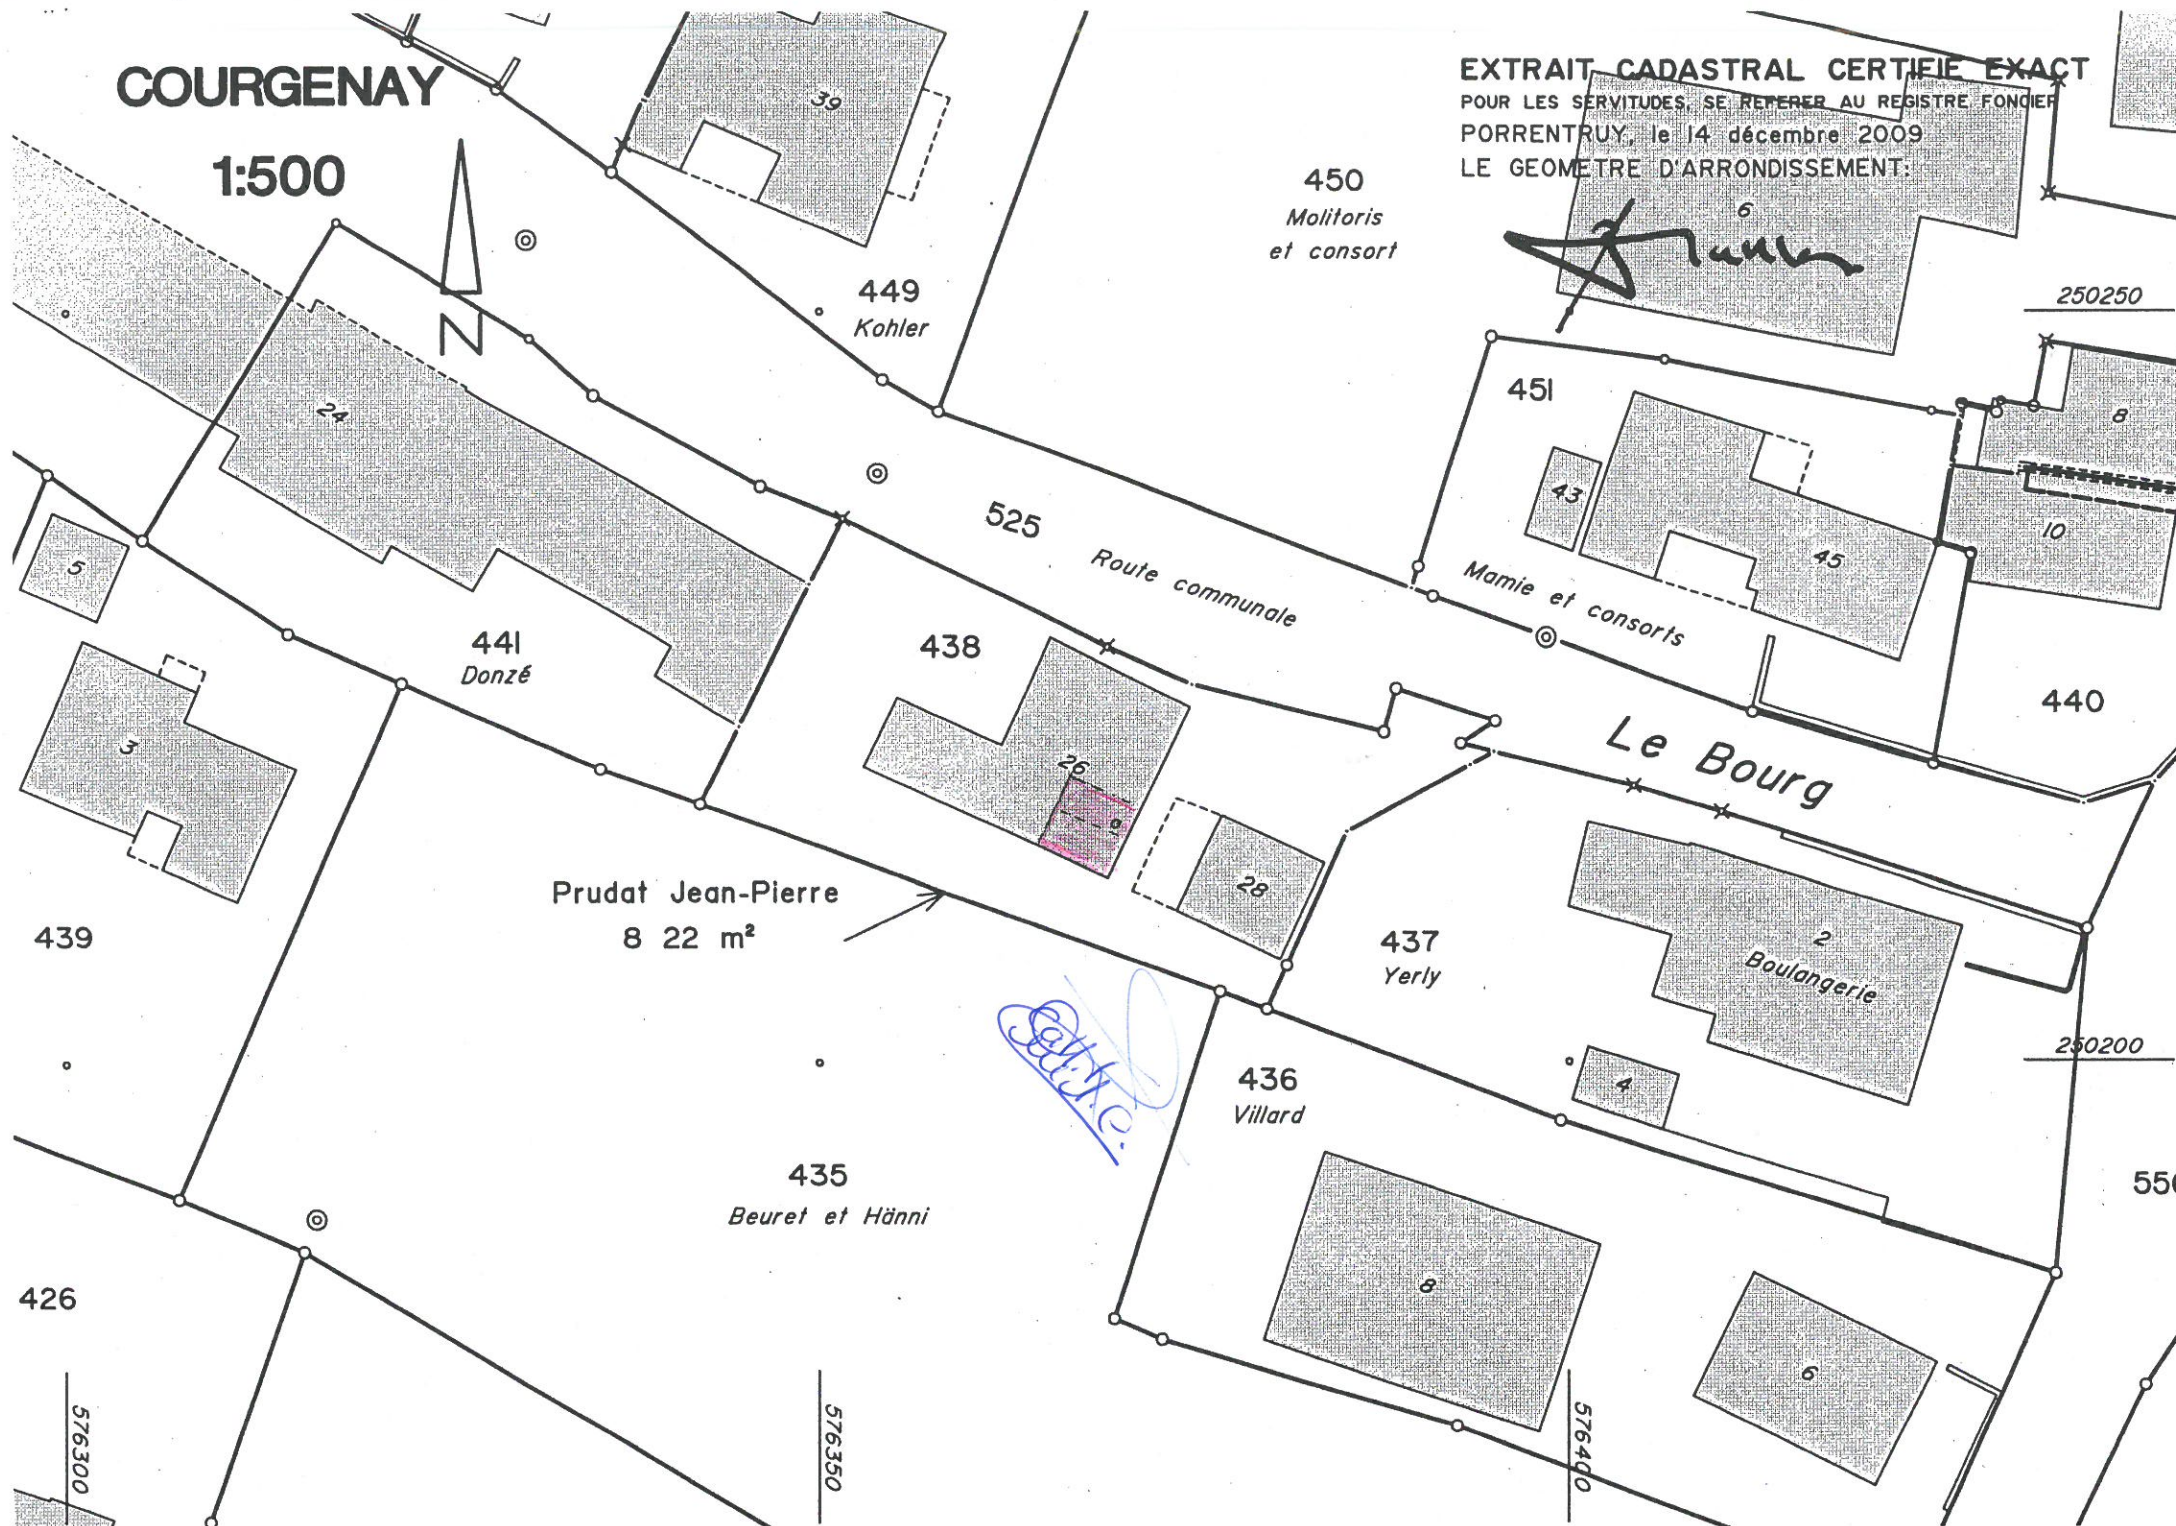 COURGENAY
1:500
N
EXTRAIT CADASTRAL CERTIFIE EXACT
POUR LES SERVITUDES, SE REFERER AU REGISTRE FONCIER
PORRENTRUY, le 14 décembre 2009
LE GEOMETRE D'ARRONDISSEMENT:
39
450
Molitoris
et consort
6
449
Kohler
250250
451
24
8
43
45
10
5
525
Route communale
Mamie et consorts
441
Donzé
438
440
3
26
Le Bourg
a
28
Prudat Jean-Pierre
8 22 m²
439
437
Yerly
2
Boulangerie
250200
436
Villard
4
435
Beuret et Hänni
550
426
8
6
576300
576350
576400